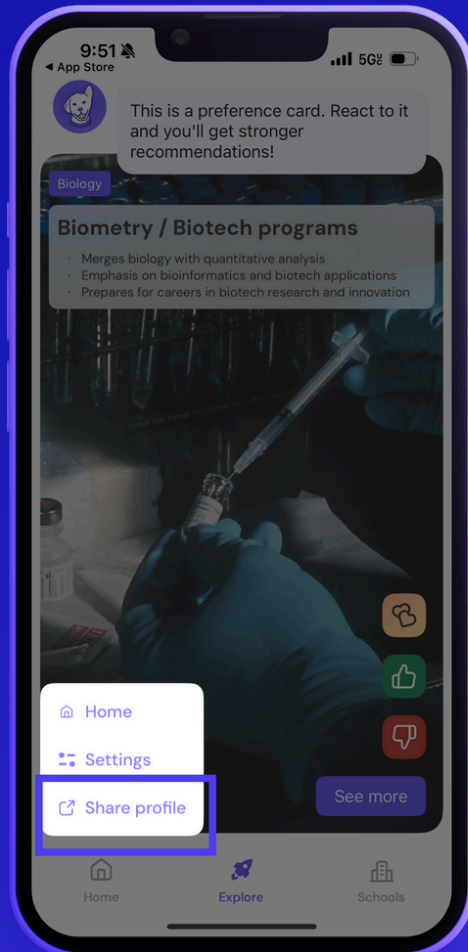 9:51
◀ App Store
5G
This is a preference card. React to it
and you'll get stronger
recommendations!
Biology
Biometry / Biotech programs
· Merges biology with quantitative analysis
· Emphasis on bioinformatics and biotech applications
· Prepares for careers in biotech research and innovation
Home
Settings
Share profile
See more
Home
Explore
Schools